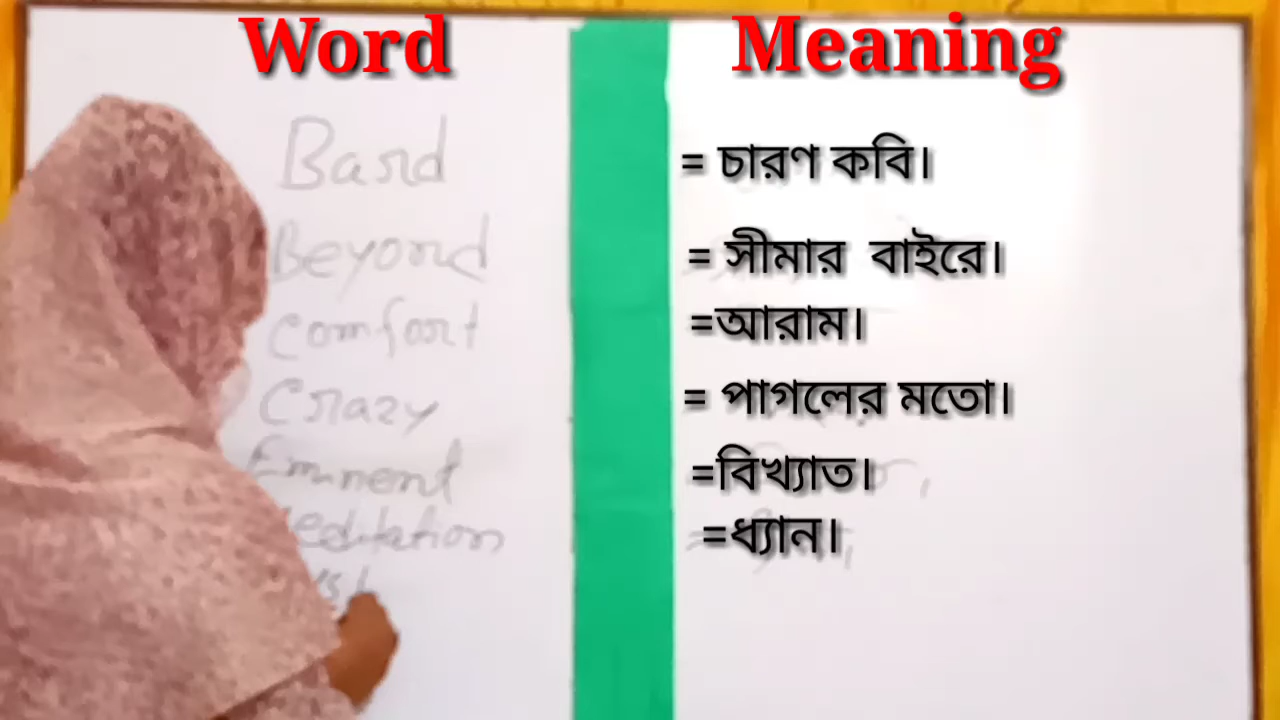 Word Meaning
Bard = চারণ কবি।
Beyond = সীমার বাইরে।
Comfort =আরাম।
Crazy = পাগলের মতো।
Eminent =বিখ্যাত।
=ধ্যান।